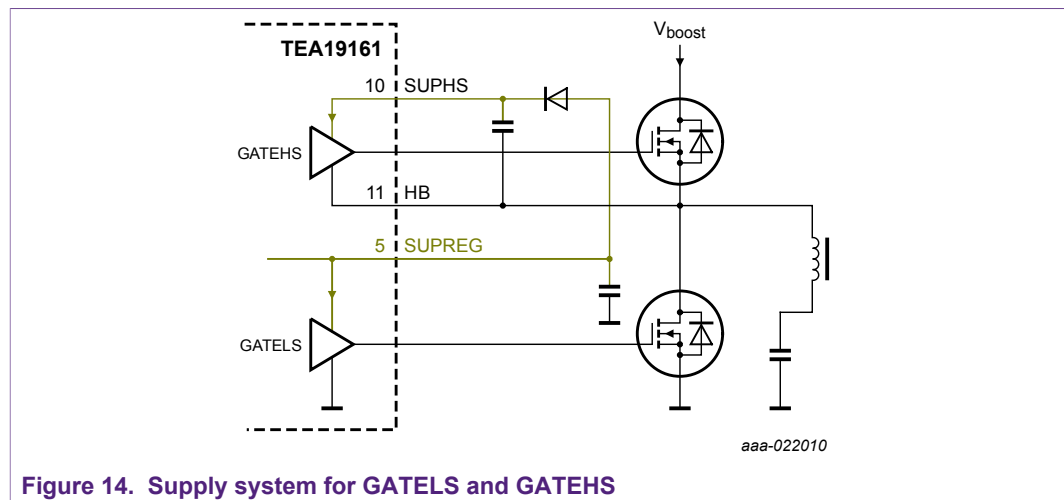 V_boost
TEA19161
10 SUPHS
GATEHS
11 HB
5 SUPREG
GATELS
aaa-022010
Figure 14. Supply system for GATELS and GATEHS